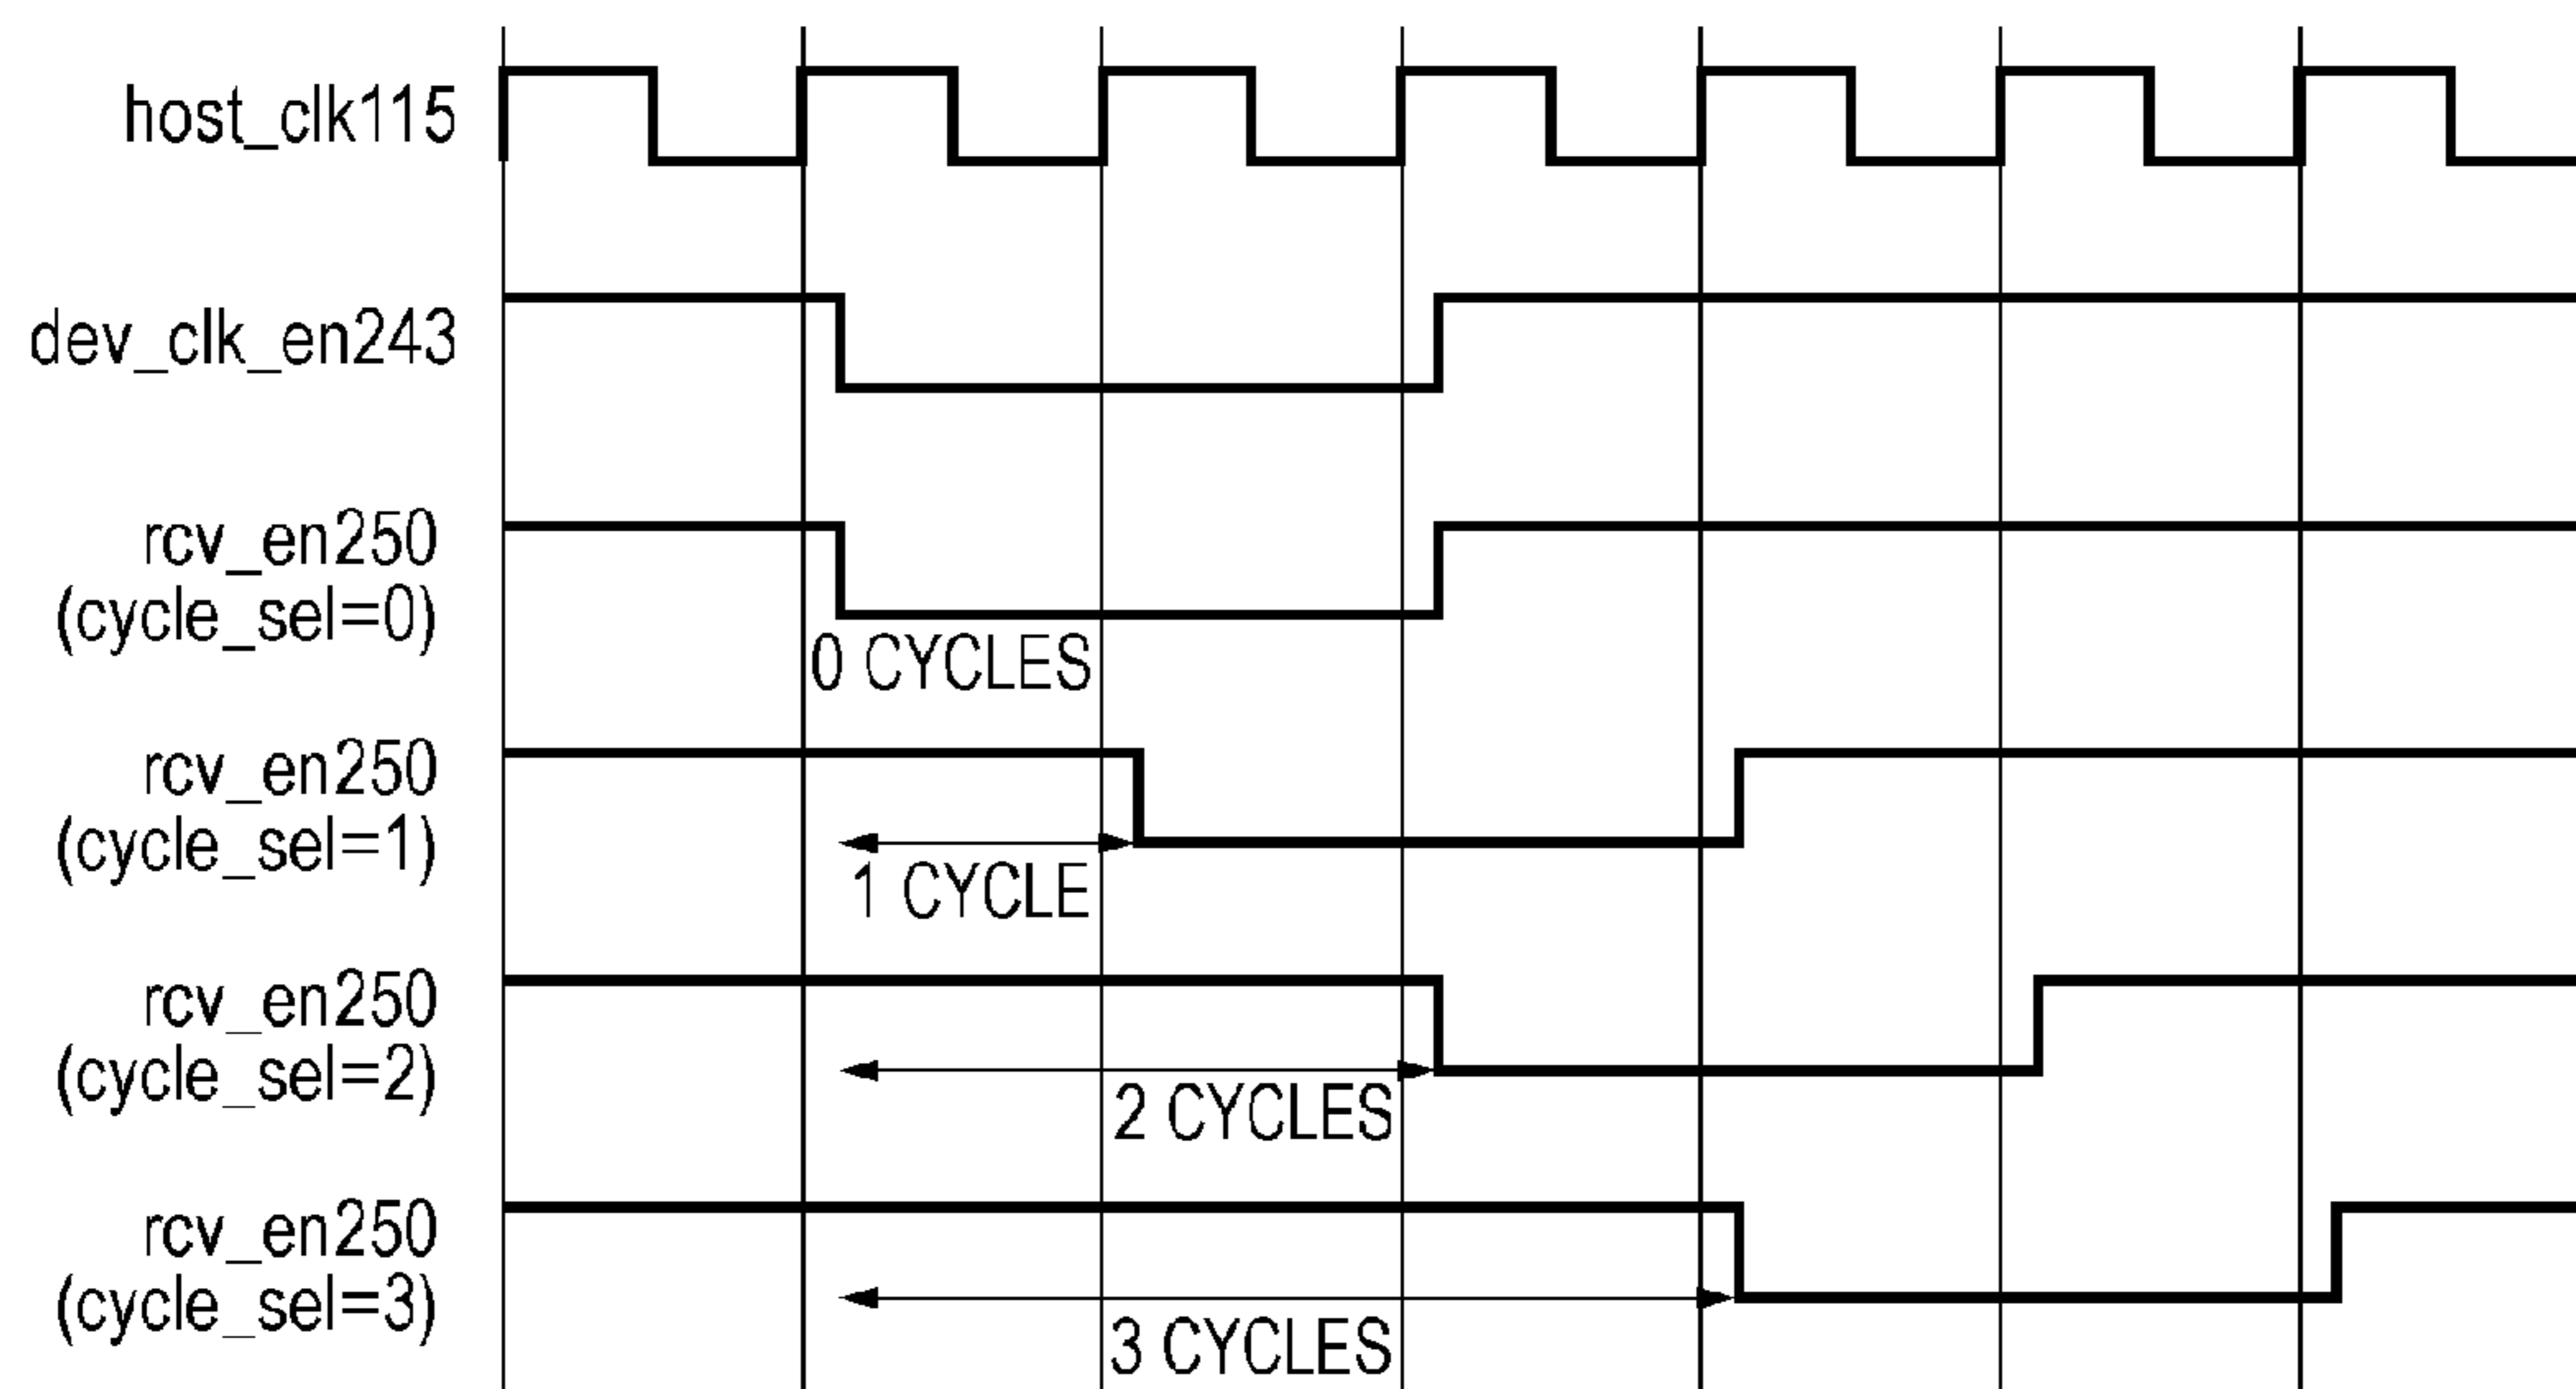 host_clk115
dev_clk_en243
rcv_en250
(cycle_sel=0)
0 CYCLES
rcv_en250
(cycle_sel=1)
1 CYCLE
rcv_en250
(cycle_sel=2)
2 CYCLES
rcv_en250
(cycle_sel=3)
3 CYCLES